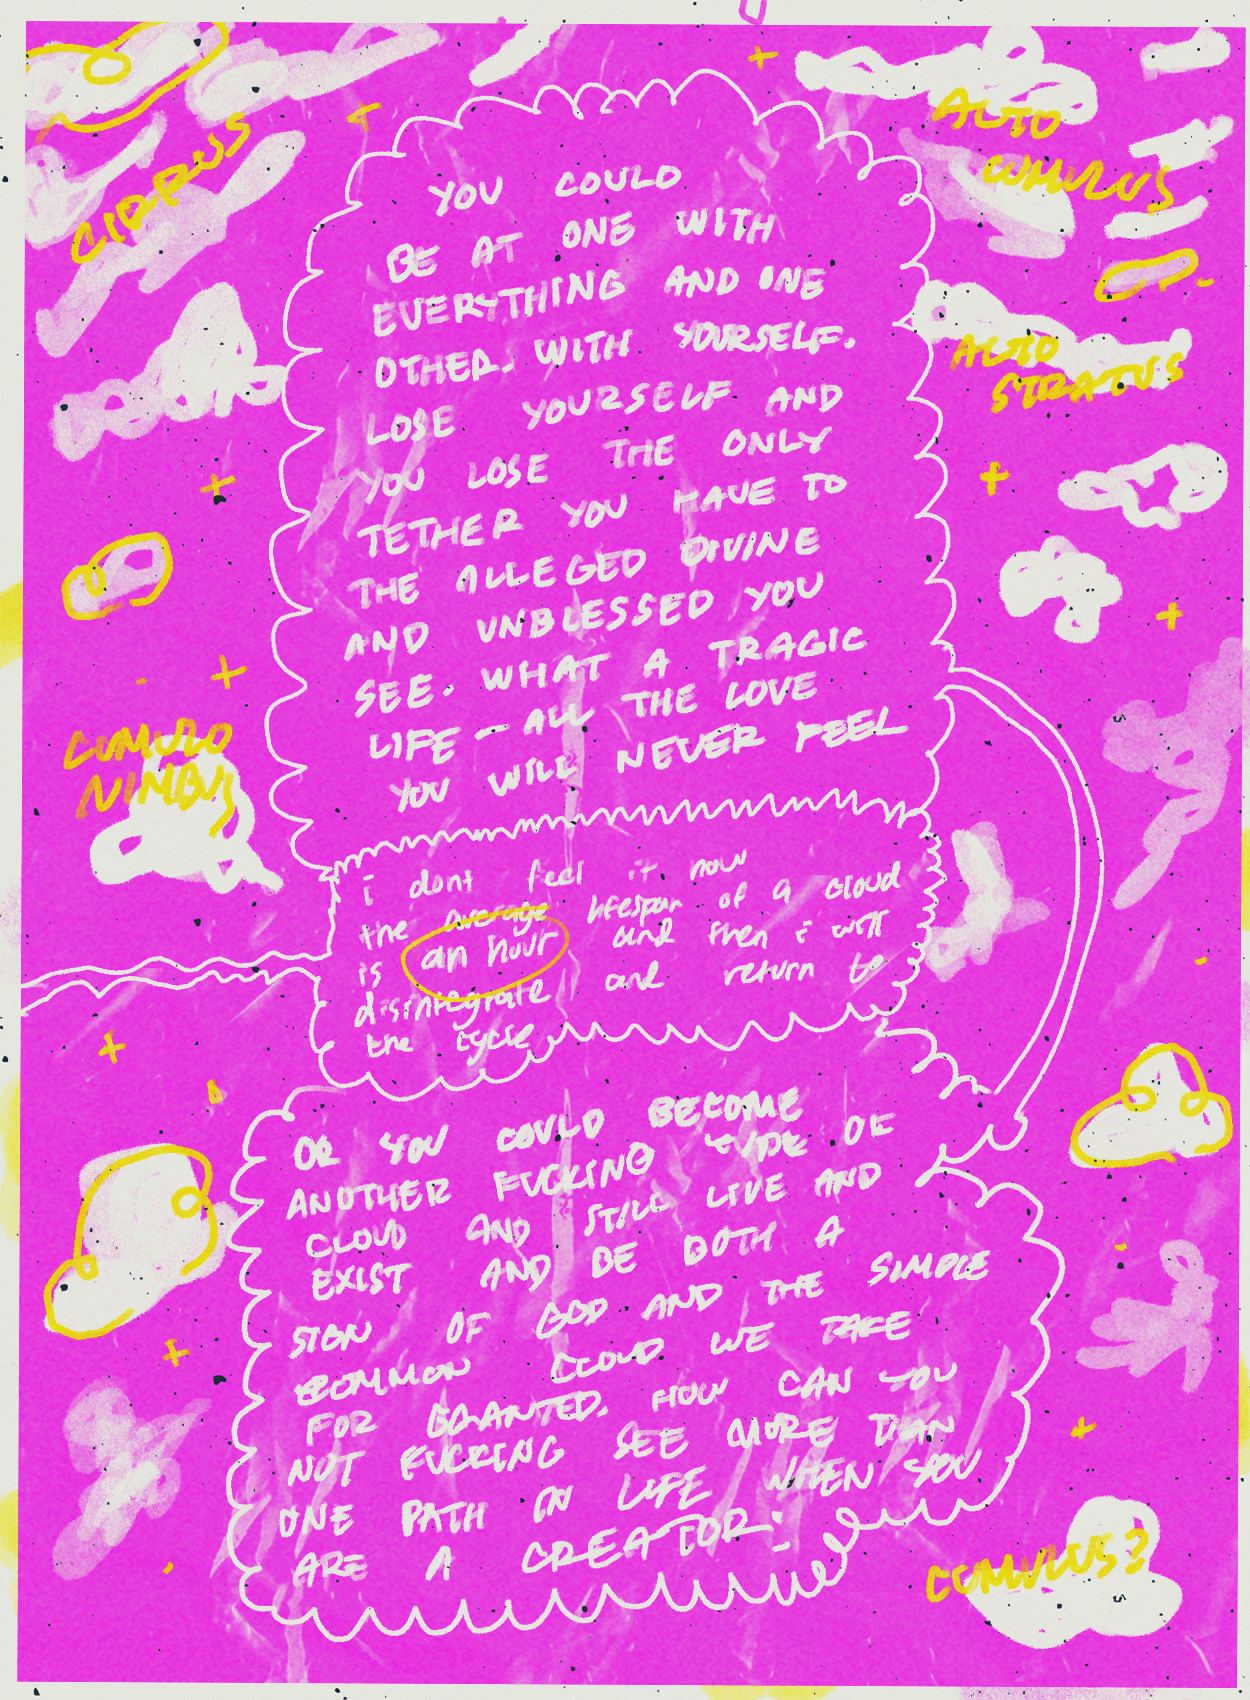 CIRRUS
ALTO
CUMULUS
ALTO
STRATUS
CUMULO
NIMBUS
YOU COULD
BE AT ONE WITH
EVERYTHING AND ONE
OTHER. WITH YOURSELF.
LOSE YOURSELF AND
YOU LOSE THE ONLY
TETHER YOU HAVE TO
THE ALLEGED DIVINE
AND UNBLESSED YOU
SEE. WHAT A TRAGIC
LIFE - ALL THE LOVE
YOU WILL NEVER FEEL
i dont feel it now
the average lifespan of a cloud
is an hour and then i will
disintegrate and return to
the cycle
OR YOU COULD BECOME
ANOTHER FUCKING TYPE OF
CLOUD AND STILL LIVE AND
EXIST AND BE BOTH A
SIGN OF GOD AND THE SIMPLE
COMMON CLOUD WE TAKE
FOR GRANTED. HOW CAN YOU
NOT FUCKING SEE MORE THAN
ONE PATH IN LIFE WHEN YOU
ARE A CREATOR?
CUMULUS?